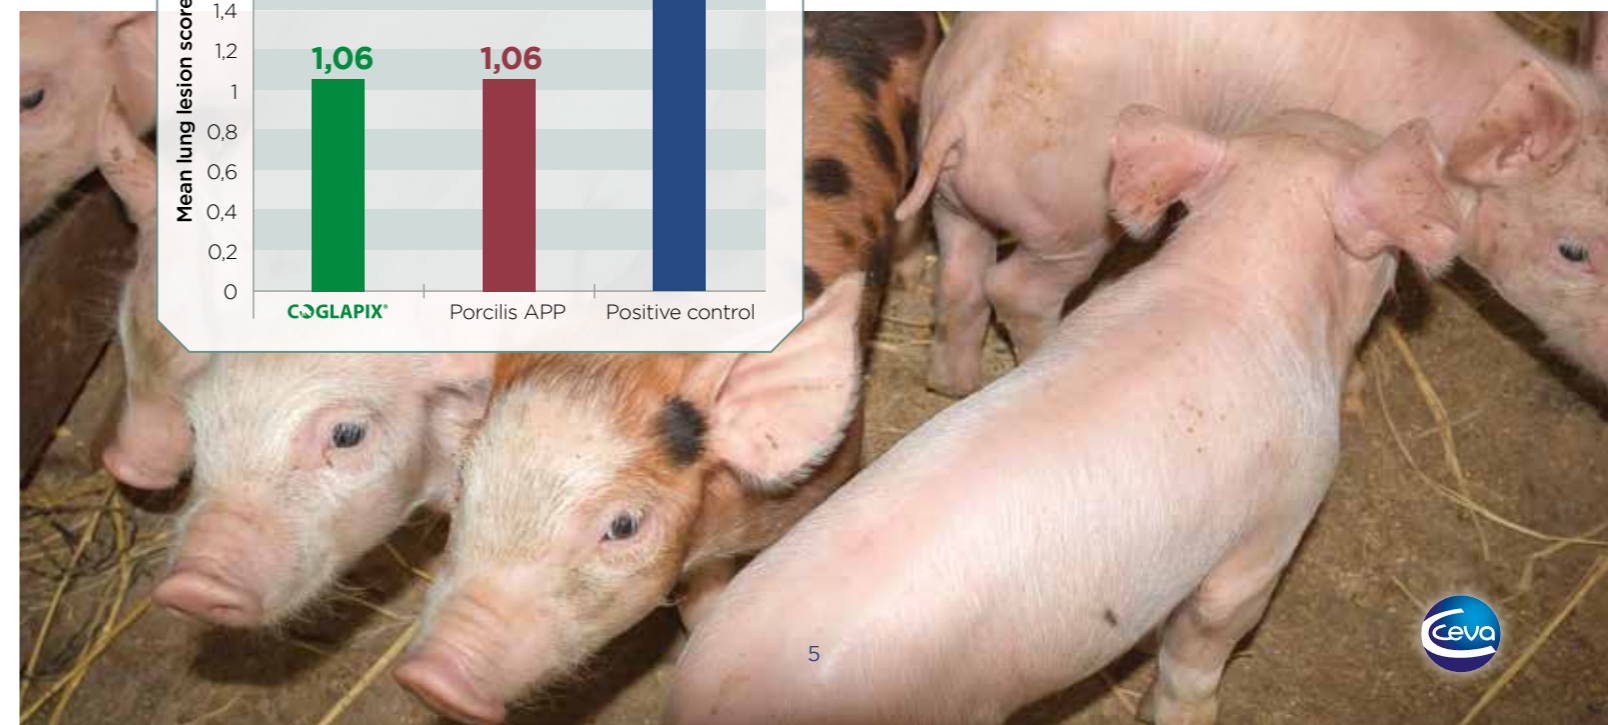 Mean lung lesion score
1,4
1,2
1
0,8
0,6
0,4
0,2
0
1,06
1,06
COGLAPIX®
Porcilis APP
Positive control
5
Ceva